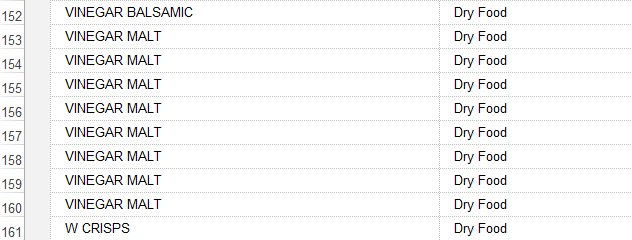 152 VINEGAR BALSAMIC Dry Food
153 VINEGAR MALT Dry Food
154 VINEGAR MALT Dry Food
155 VINEGAR MALT Dry Food
156 VINEGAR MALT Dry Food
157 VINEGAR MALT Dry Food
158 VINEGAR MALT Dry Food
159 VINEGAR MALT Dry Food
160 VINEGAR MALT Dry Food
161 W CRISPS Dry Food